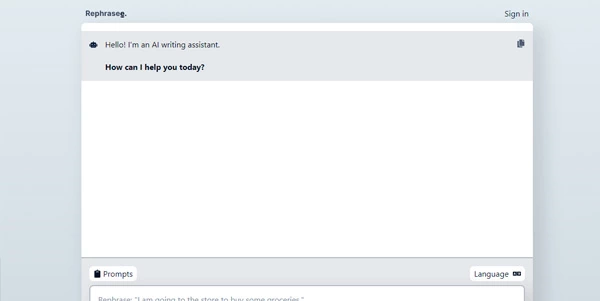 Rephraseg.
Sign in
Hello! I'm an AI writing assistant.
How can I help you today?
Prompts
Language
Rephrase: "I am going to the store to buy some groceries."